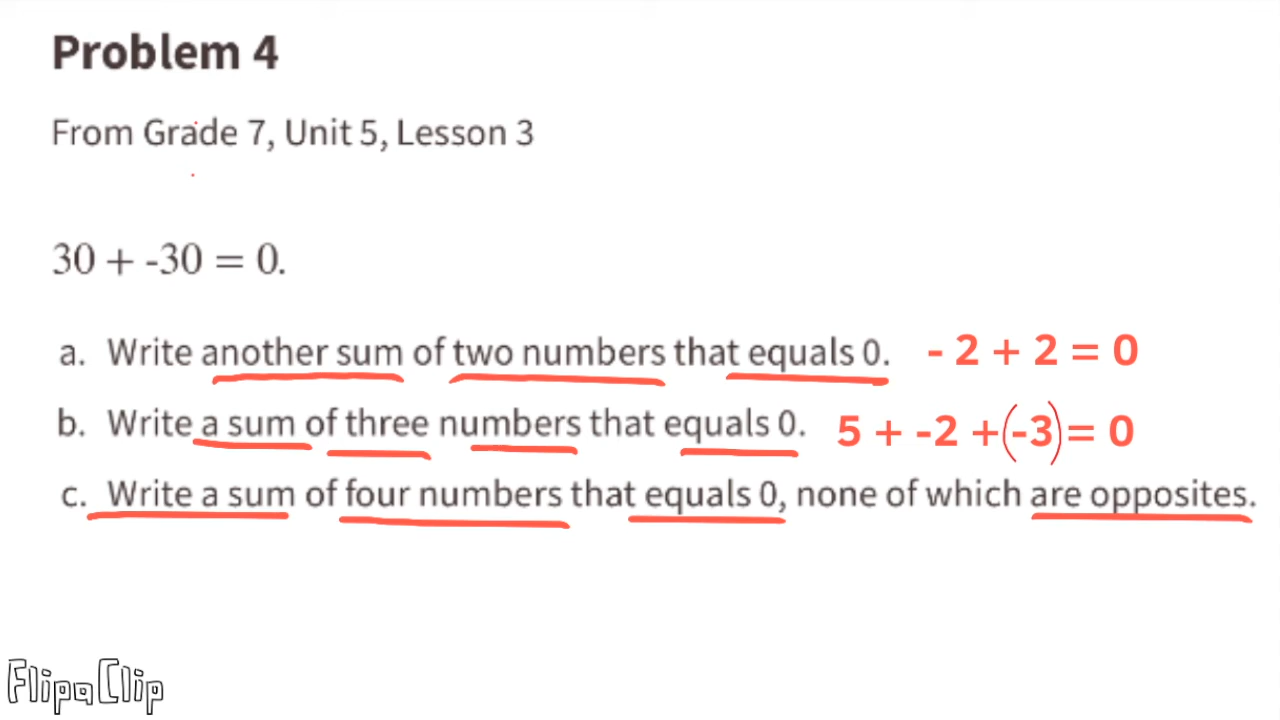 Problem 4
From Grade 7, Unit 5, Lesson 3
30 + -30 = 0.
a. Write another sum of two numbers that equals 0. - 2 + 2 = 0
b. Write a sum of three numbers that equals 0. 5 + -2 +(-3)= 0
c. Write a sum of four numbers that equals 0, none of which are opposites.
FlipaClip